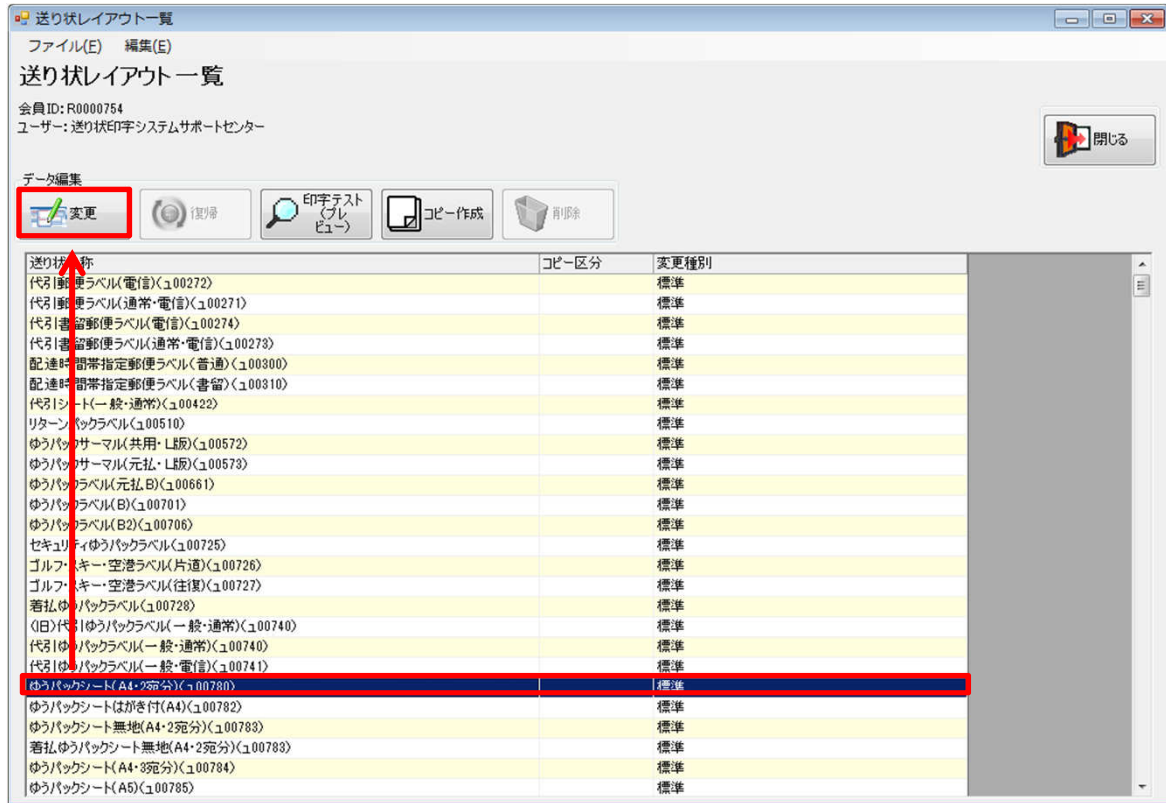 送り状レイアウト一覧
ファイル(F) 編集(E)
送り状レイアウト一覧
会員ID:R0000754
ユーザー:送り状印字システムサポートセンター
閉じる
データ編集
変更 復帰 印字テスト(プレビュー) コピー作成 削除
送り状 称 コピー区分 変更種別
代引郵便ラベル(電信)(ュ00272) 標準
代引郵便ラベル(通常・電信)(ュ00271) 標準
代引書留郵便ラベル(電信)(ュ00274) 標準
代引書留郵便ラベル(通常・電信)(ュ00273) 標準
配達時間帯指定郵便ラベル(普通)(ュ00300) 標準
配達時間帯指定郵便ラベル(書留)(ュ00310) 標準
代引シート(一般・通常)(ュ00422) 標準
リターンパックラベル(ュ00510) 標準
ゆうパックサーマル(共用・L版)(ュ00572) 標準
ゆうパックサーマル(元払・L版)(ュ00573) 標準
ゆうパックラベル(元払B)(ュ00661) 標準
ゆうパックラベル(B)(ュ00701) 標準
ゆうパックラベル(B2)(ュ00706) 標準
セキュリティゆうパックラベル(ュ00725) 標準
ゴルフ・スキー・空港ラベル(片道)(ュ00726) 標準
ゴルフ・スキー・空港ラベル(往復)(ュ00727) 標準
着払ゆうパックラベル(ュ00728) 標準
(旧)代引ゆうパックラベル(一般・通常)(ュ00740) 標準
代引ゆうパックラベル(一般・通常)(ュ00740) 標準
代引ゆうパックラベル(一般・電信)(ュ00741) 標準
ゆうパックシート(A4・2宛分)(ュ00780) 標準
ゆうパックシートはがき付(A4)(ュ00782) 標準
ゆうパックシート無地(A4・2宛分)(ュ00783) 標準
着払ゆうパックシート無地(A4・2宛分)(ュ00783) 標準
ゆうパックシート(A4・3宛分)(ュ00784) 標準
ゆうパックシート(A5)(ュ00785) 標準